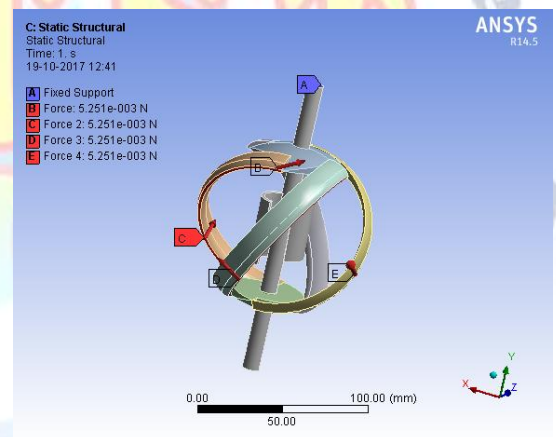 C: Static Structural
Static Structural
Time: 1. s
19-10-2017 12:41
A Fixed Support
B Force: 5.251e-003 N
C Force 2: 5.251e-003 N
D Force 3: 5.251e-003 N
E Force 4: 5.251e-003 N
ANSYS
R14.5
A
B
C
D
E
Y
X
Z
0.00 100.00 (mm)
50.00